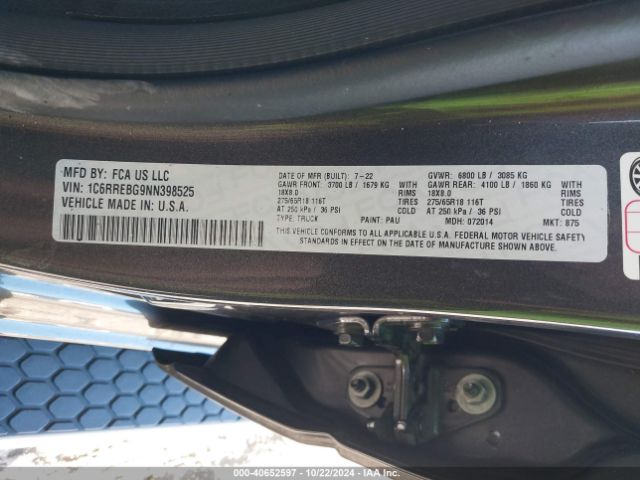 MFD BY: FCA US LLC
VIN: 1C6RREBG9NN398525
VEHICLE MADE IN: U.S.A.
DATE OF MFR (BUILT): 7-22
GAWR FRONT: 3700 LB / 1679 KG WITH
18X8.0 RIMS
275/65R18 116T TIRES
AT 250 kPa / 36 PSI COLD
TYPE: TRUCK PAINT: PAU
GVWR: 6800 LB / 3085 KG
GAWR REAR: 4100 LB / 1860 KG WITH
18X8.0 RIMS
275/65R18 116T TIRES
AT 250 kPa / 36 PSI COLD
MDH: 072014 MKT: 875
THIS VEHICLE CONFORMS TO ALL APPLICABLE U.S.A. FEDERAL MOTOR VEHICLE SAFETY
STANDARDS IN EFFECT ON THE DATE OF MANUFACTURE SHOWN ABOVE.
000-40652597 - 10/22/2024 - IAAI.COM